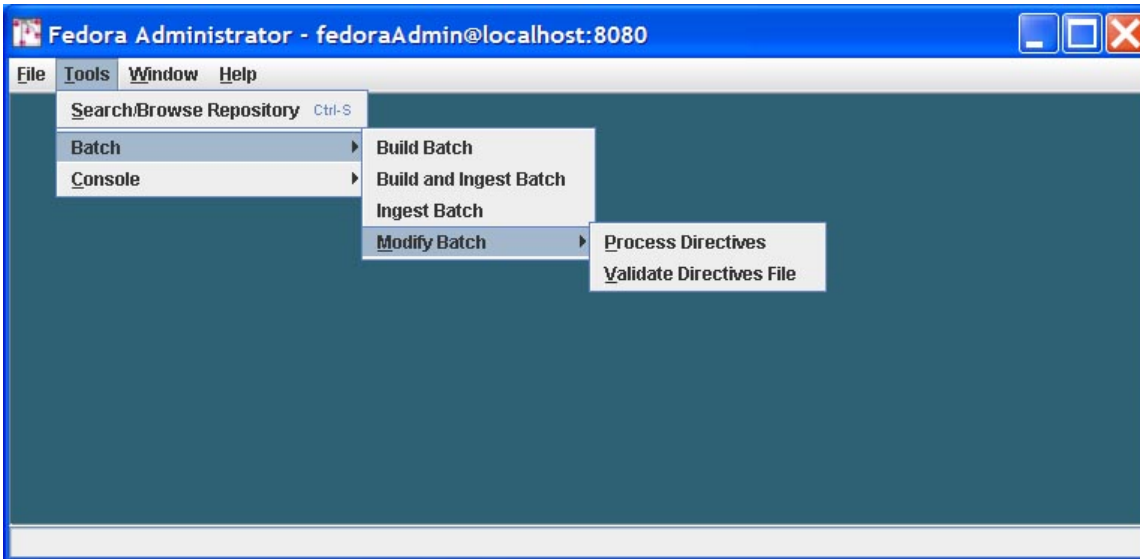 Fedora Administrator - fedoraAdmin@localhost:8080
File Tools Window Help
Search/Browse Repository Ctrl-S
Batch
Console
Build Batch
Build and Ingest Batch
Ingest Batch
Modify Batch
Process Directives
Validate Directives File